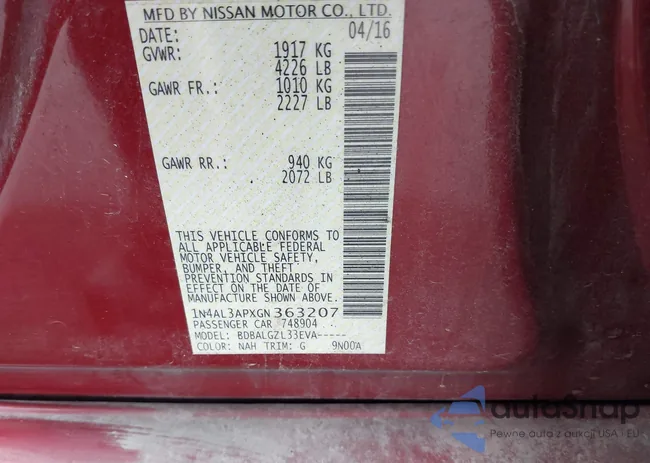 MFD BY NISSAN MOTOR CO., LTD.
DATE: 04/16
GVWR: 1917 KG
4226 LB
GAWR FR.: 1010 KG
2227 LB
GAWR RR.: 940 KG
2072 LB
THIS VEHICLE CONFORMS TO
ALL APPLICABLE FEDERAL
MOTOR VEHICLE SAFETY,
BUMPER, AND THEFT
PREVENTION STANDARDS IN
EFFECT ON THE DATE OF
MANUFACTURE SHOWN ABOVE.
1N4AL3APXGN363207
PASSENGER CAR 748904
MODEL: BDBALGZL33EVA-----
COLOR: NAH TRIM: G 9N00A
autoSnap
Pewne auta z aukcji USA i EU